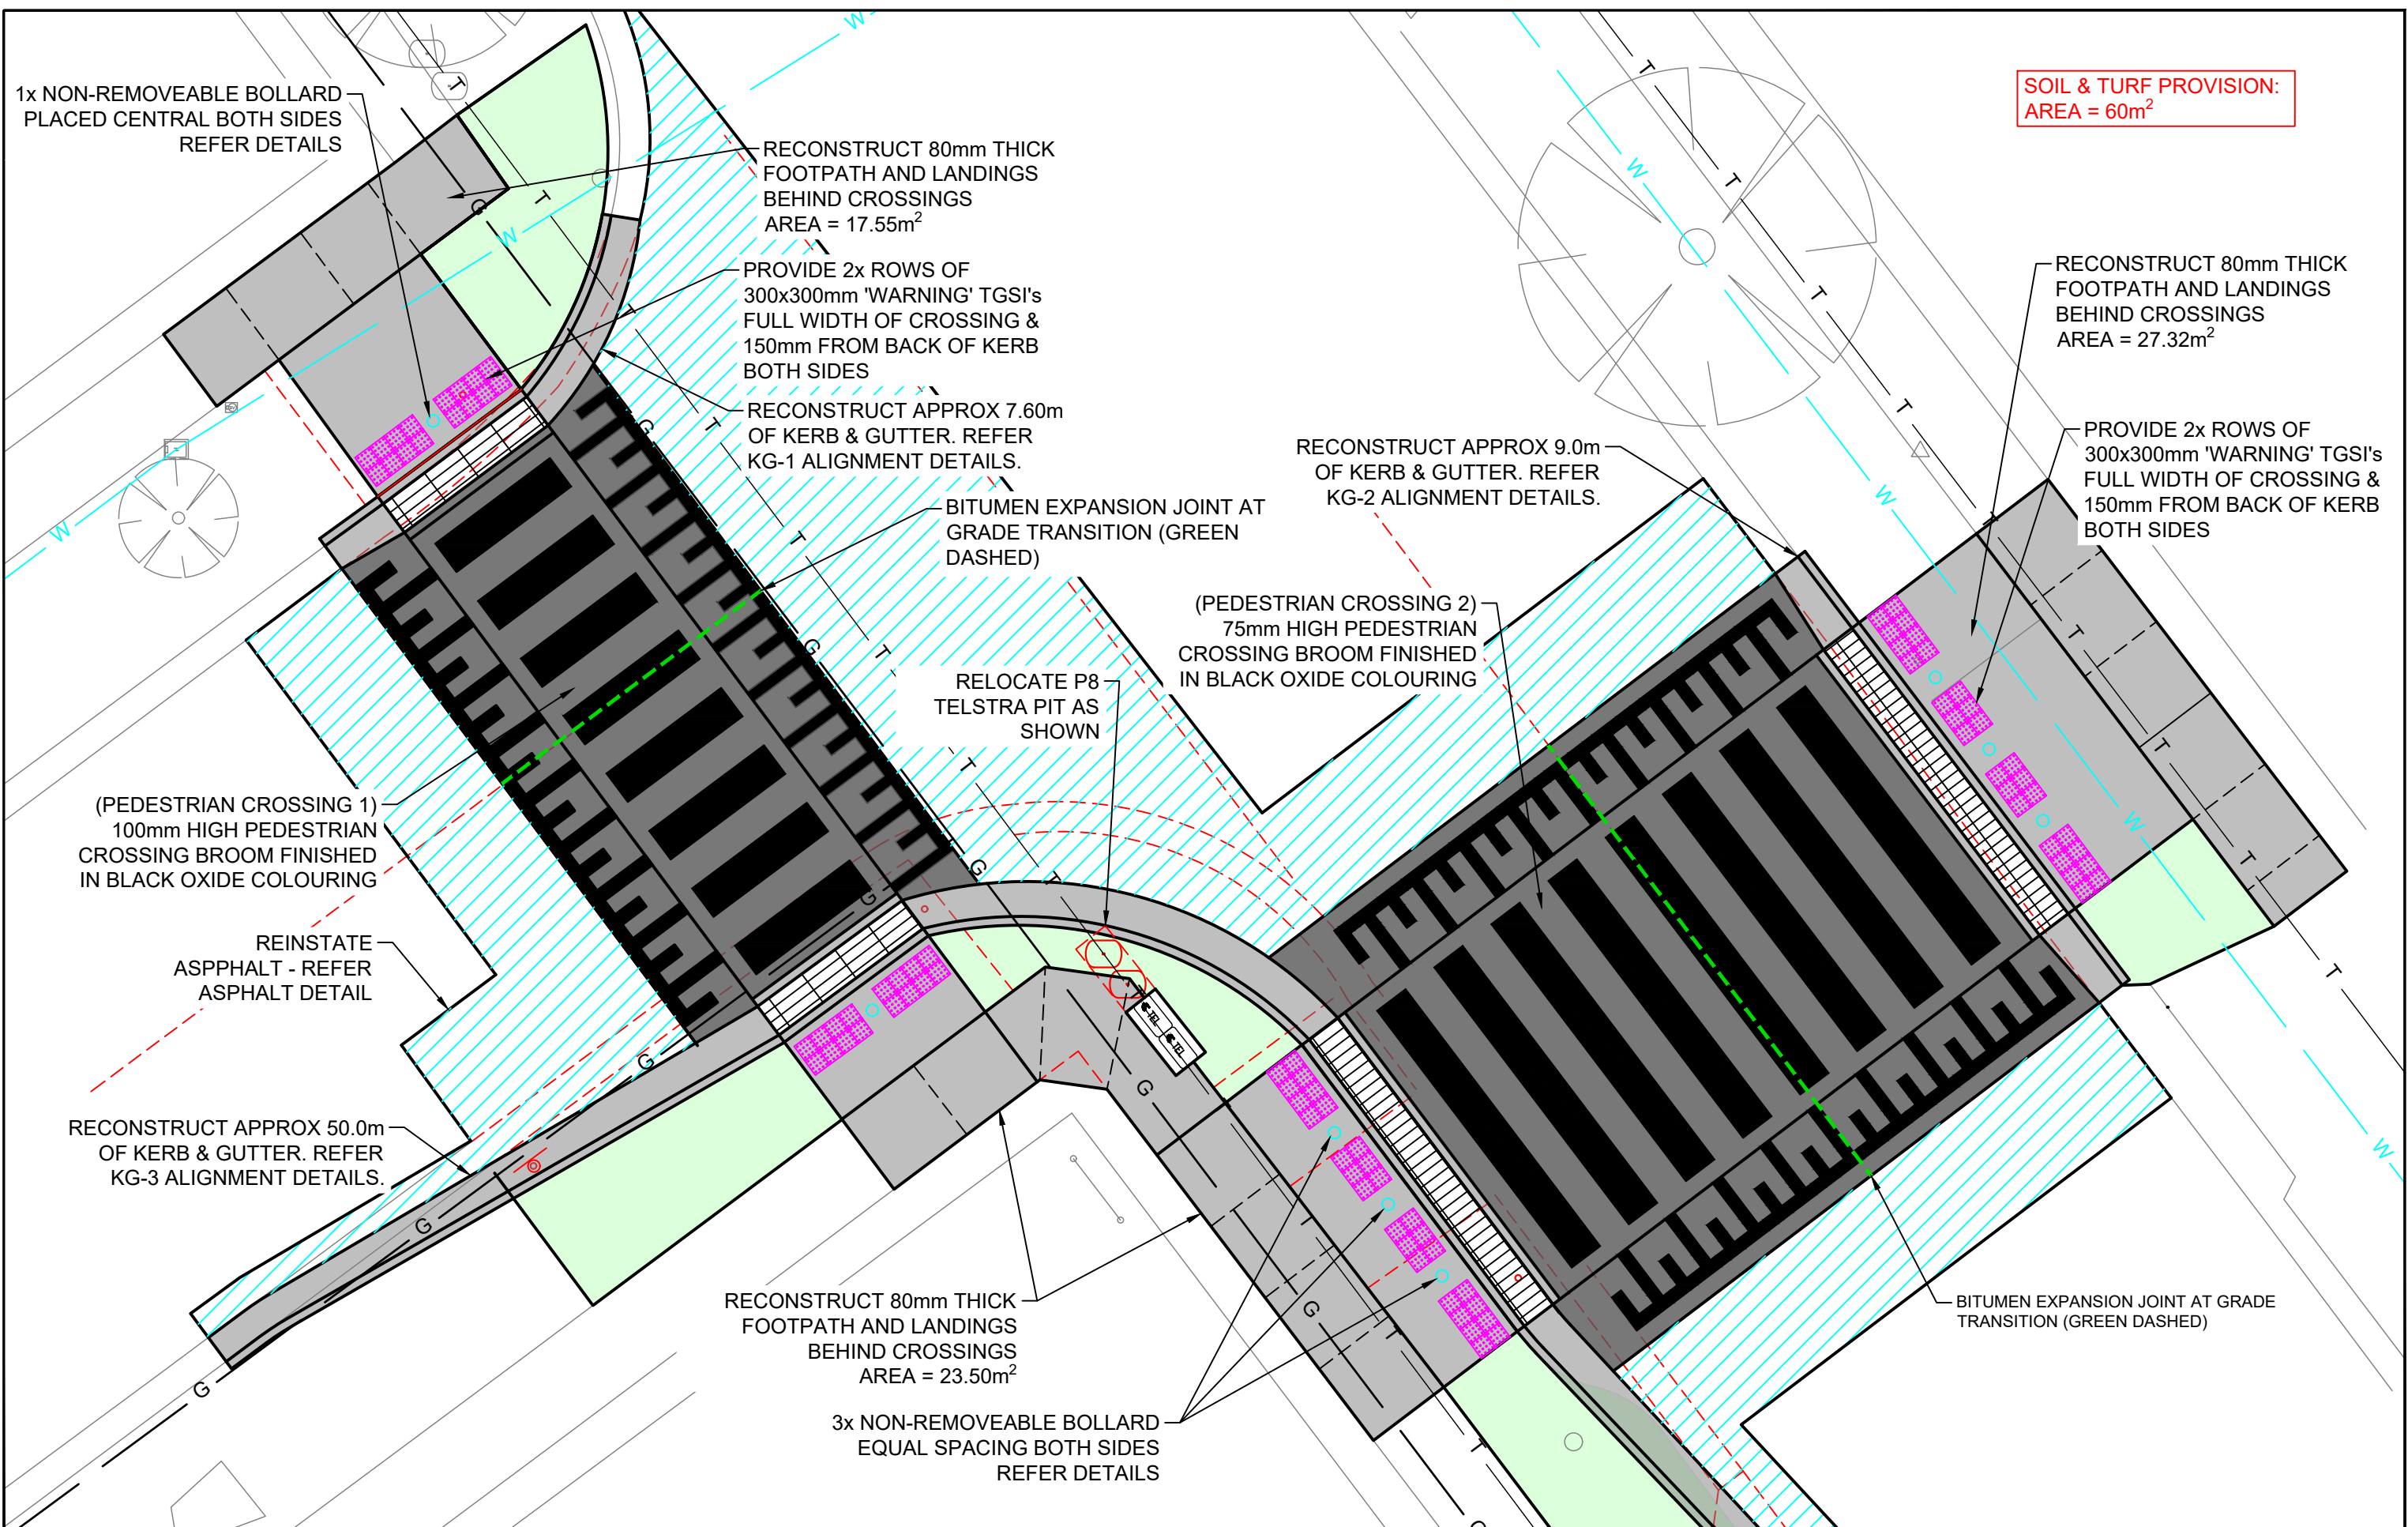 1x NON-REMOVEABLE BOLLARD
PLACED CENTRAL BOTH SIDES
REFER DETAILS
SOIL & TURF PROVISION:
AREA = 60m²
RECONSTRUCT 80mm THICK
FOOTPATH AND LANDINGS
BEHIND CROSSINGS
AREA = 17.55m²
PROVIDE 2x ROWS OF
300x300mm 'WARNING' TGSI's
FULL WIDTH OF CROSSING &
150mm FROM BACK OF KERB
BOTH SIDES
RECONSTRUCT APPROX 7.60m
OF KERB & GUTTER. REFER
KG-1 ALIGNMENT DETAILS.
BITUMEN EXPANSION JOINT AT
GRADE TRANSITION (GREEN
DASHED)
RECONSTRUCT 80mm THICK
FOOTPATH AND LANDINGS
BEHIND CROSSINGS
AREA = 27.32m²
PROVIDE 2x ROWS OF
300x300mm 'WARNING' TGSI's
FULL WIDTH OF CROSSING &
150mm FROM BACK OF KERB
BOTH SIDES
RECONSTRUCT APPROX 9.0m
OF KERB & GUTTER. REFER
KG-2 ALIGNMENT DETAILS.
(PEDESTRIAN CROSSING 2)
75mm HIGH PEDESTRIAN
CROSSING BROOM FINISHED
IN BLACK OXIDE COLOURING
RELOCATE P8
TELSTRA PIT AS
SHOWN
(PEDESTRIAN CROSSING 1)
100mm HIGH PEDESTRIAN
CROSSING BROOM FINISHED
IN BLACK OXIDE COLOURING
REINSTATE
ASPPHALT - REFER
ASPHALT DETAIL
RECONSTRUCT APPROX 50.0m
OF KERB & GUTTER. REFER
KG-3 ALIGNMENT DETAILS.
RECONSTRUCT 80mm THICK
FOOTPATH AND LANDINGS
BEHIND CROSSINGS
AREA = 23.50m²
3x NON-REMOVEABLE BOLLARD
EQUAL SPACING BOTH SIDES
REFER DETAILS
BITUMEN EXPANSION JOINT AT GRADE
TRANSITION (GREEN DASHED)
TEL
TEL
W
W
W
W
W
W
W
W
T
T
T
T
T
T
T
T
G
G
G
G
G
G
G
G